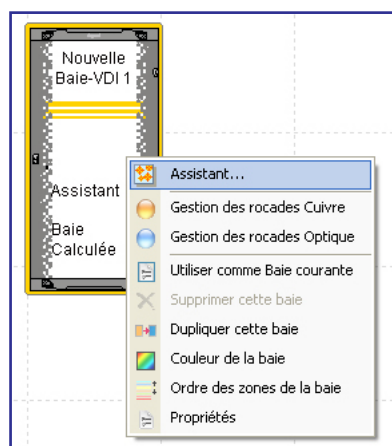 Nouvelle
Baie-VDI 1
Assistant
Baie
Calculée
Assistant...
Gestion des rocades Cuivre
Gestion des rocades Optique
Utiliser comme Baie courante
Supprimer cette baie
Dupliquer cette baie
Couleur de la baie
Ordre des zones de la baie
Propriétés